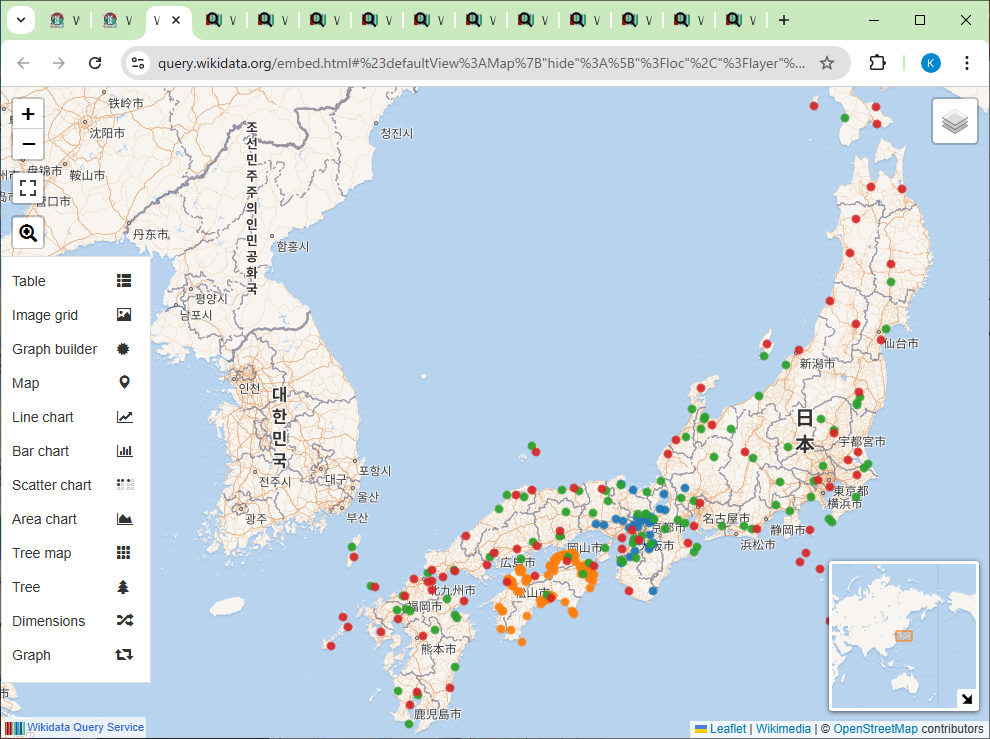 W
W
W
W
W
W
W
W
W
W
W
W
W
W
query.wikidata.org/embed.html#%23defaultView%3AMap%7B"hide"%3A%5B"%3Floc"%2C"%3Flayer"%...
K
+
−
Table
Image grid
Graph builder
Map
Line chart
Bar chart
Scatter chart
Area chart
Tree map
Tree
Dimensions
Graph
铁岭市
沈阳市
盘锦市
鞍山市
营口市
丹东市
청진시
조선민주주의인민공화국
함흥시
평양시
남포시
인천
대한민국
포항시
대구
전주시
울산
광주
부산
仙台市
新潟市
日本
宇都宮市
東京都
横浜市
名古屋市
静岡市
浜松市
京都市
大阪市
岡山市
広島市
松山市
北九州市
福岡市
熊本市
鹿児島市
Wikidata Query Service
Leaflet | Wikimedia | © OpenStreetMap contributors